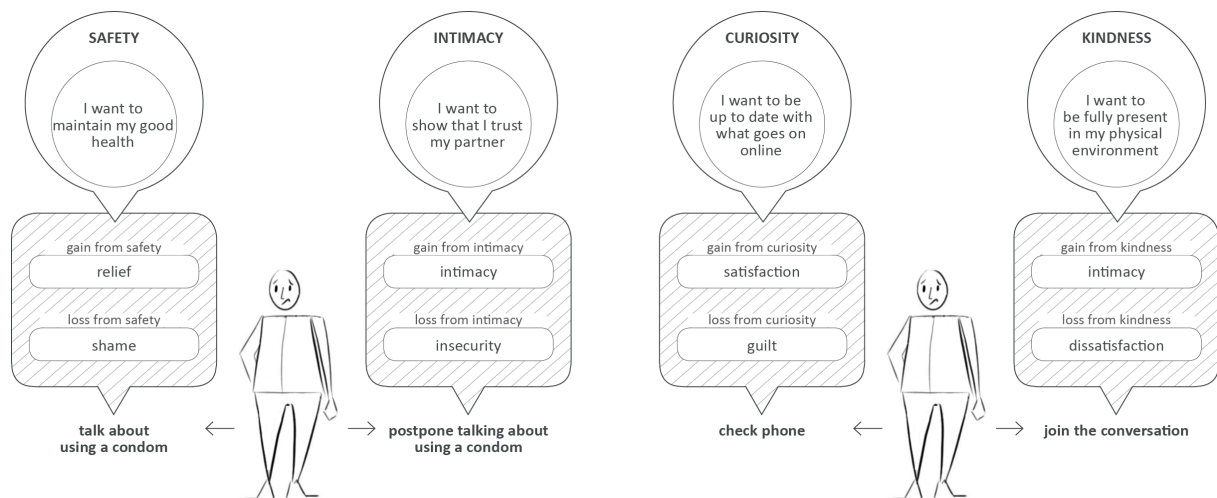 SAFETY
I want to
maintain my good
health
gain from safety
relief
loss from safety
shame
talk about
using a condom
INTIMACY
I want to
show that I trust
my partner
gain from intimacy
intimacy
loss from intimacy
insecurity
postpone talking about
using a condom
CURIOSITY
I want to be
up to date with
what goes on
online
gain from curiosity
satisfaction
loss from curiosity
guilt
check phone
KINDNESS
I want to
be fully present
in my physical
environment
gain from kindness
intimacy
loss from kindness
dissatisfaction
join the conversation